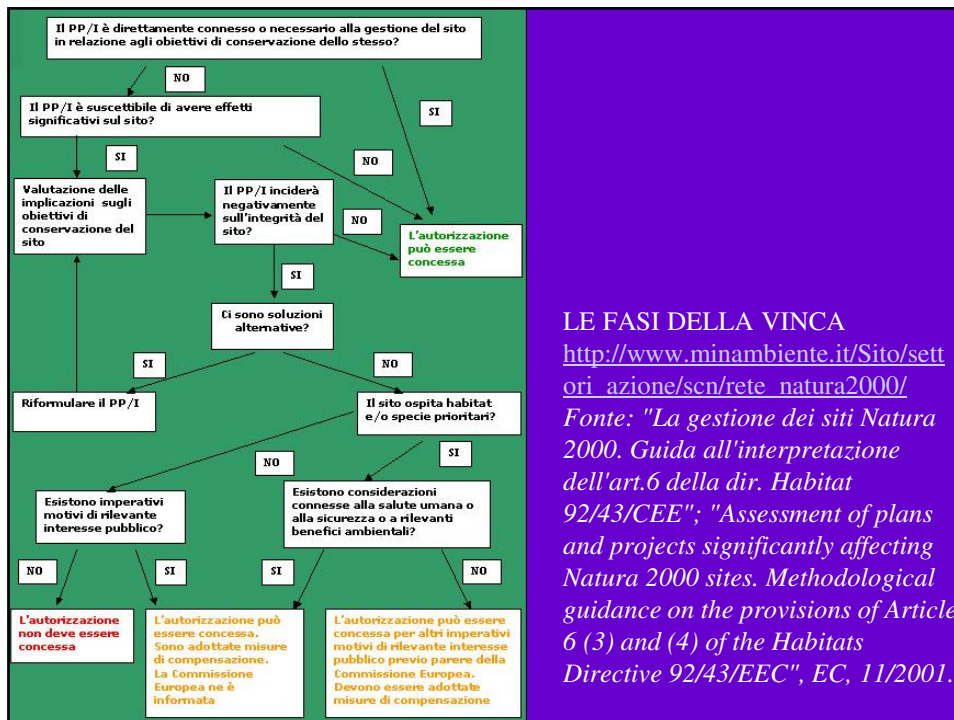 Il PP/I è direttamente connesso o necessario alla gestione del sito
in relazione agli obiettivi di conservazione dello stesso?
NO
SI
Il PP/I è suscettibile di avere effetti
significativi sul sito?
SI
NO
Valutazione delle
implicazioni sugli
obiettivi di
conservazione del
sito
Il PP/I inciderà
negativamente
sull'integrità del
sito?
NO
L'autorizzazione
può essere
concessa
SI
Ci sono soluzioni
alternative?
SI
NO
Riformulare il PP/I
Il sito ospita habitat
e/o specie prioritari?
NO
SI
Esistono imperativi
motivi di rilevante
interesse pubblico?
Esistono considerazioni
connesse alla salute umana o
alla sicurezza o a rilevanti
benefici ambientali?
NO
SI
SI
NO
L'autorizzazione
non deve essere
concessa
L'autorizzazione può
essere concessa.
Sono adottate misure
di compensazione.
La Commissione
Europea ne è
informata
L'autorizzazione può essere
concessa per altri imperativi
motivi di rilevante interesse
pubblico previo parere della
Commissione Europea.
Devono essere adottate
misure di compensazione
LE FASI DELLA VINCA
http://www.minambiente.it/Sito/sett
ori_azione/scn/rete_natura2000/
Fonte: "La gestione dei siti Natura
2000. Guida all'interpretazione
dell'art.6 della dir. Habitat
92/43/CEE"; "Assessment of plans
and projects significantly affecting
Natura 2000 sites. Methodological
guidance on the provisions of Article
6 (3) and (4) of the Habitats
Directive 92/43/EEC", EC, 11/2001.